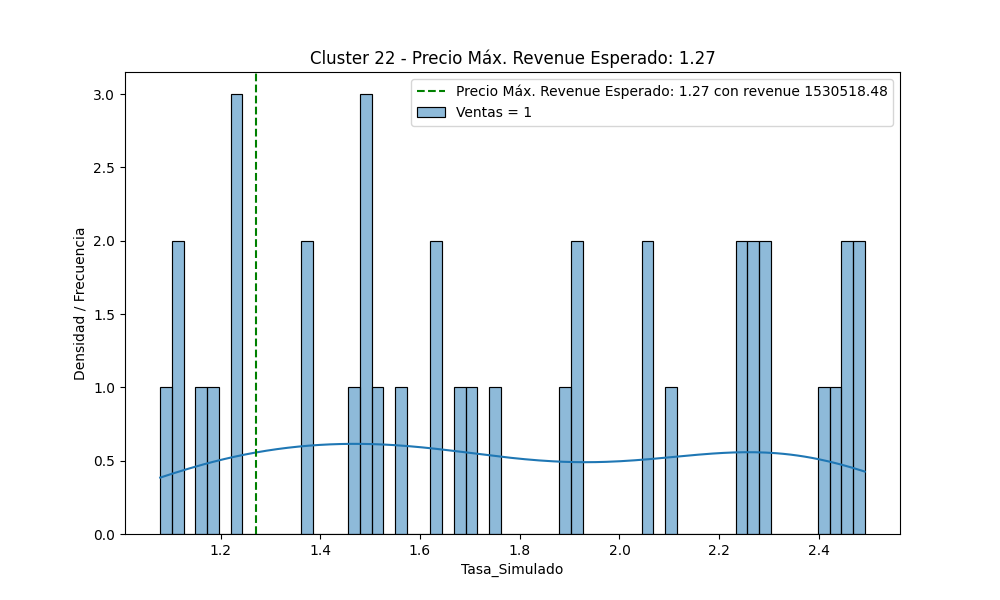 Cluster 22 - Precio Máx. Revenue Esperado: 1.27
Precio Máx. Revenue Esperado: 1.27 con revenue 1530518.48
Ventas = 1
Densidad / Frecuencia
3.0
2.5
2.0
1.5
1.0
0.5
0.0
1.2 1.4 1.6 1.8 2.0 2.2 2.4
Tasa_Simulado